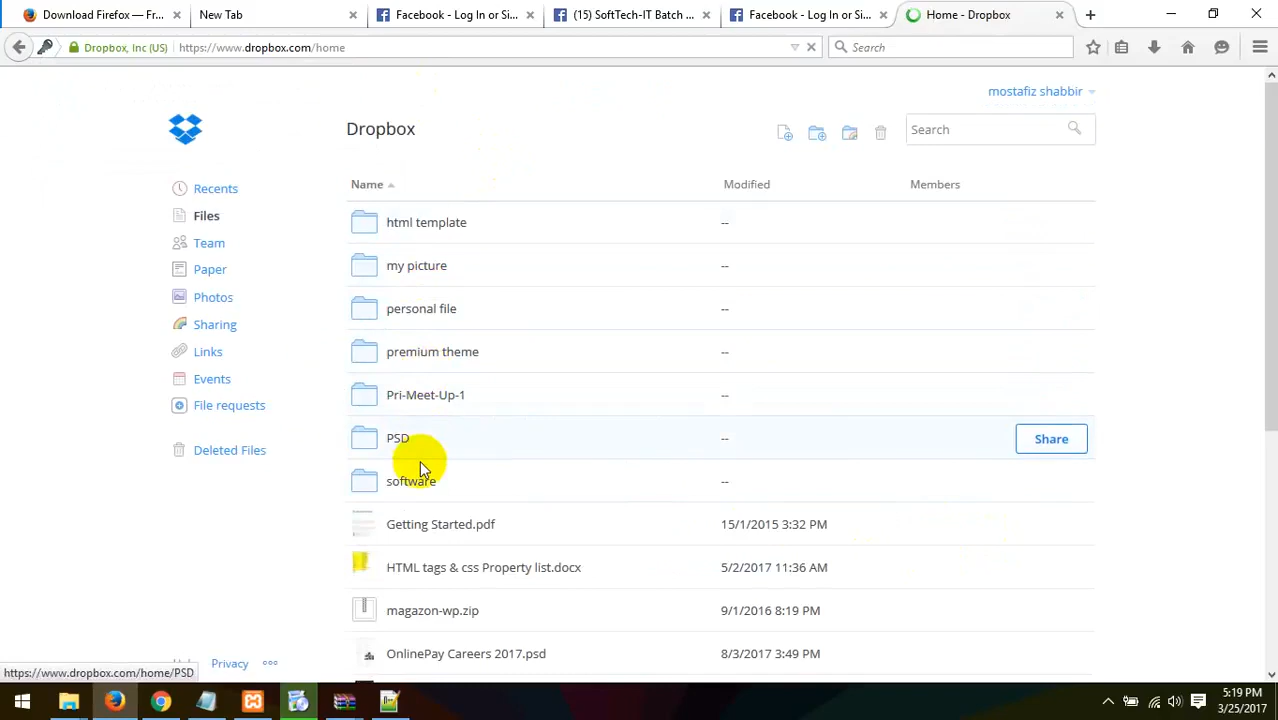 Download Firefox — Fr...
New Tab
Facebook - Log In or Si...
(15) SoftTech-IT Batch ...
Facebook - Log In or Si...
Home - Dropbox
Dropbox, Inc (US)
https://www.dropbox.com/home
Search
mostafiz shabbir
Dropbox
Search
Recents
Files
Team
Paper
Photos
Sharing
Links
Events
File requests
Deleted Files
Name
Modified
Members
html template
--
my picture
--
personal file
--
premium theme
--
Pri-Meet-Up-1
--
PSD
--
Share
software
--
Getting Started.pdf
15/1/2015 3:32 PM
HTML tags & css Property list.docx
5/2/2017 11:36 AM
magazon-wp.zip
9/1/2016 8:19 PM
OnlinePay Careers 2017.psd
8/3/2017 3:49 PM
Privacy
https://www.dropbox.com/home/PSD
5:19 PM
3/25/2017